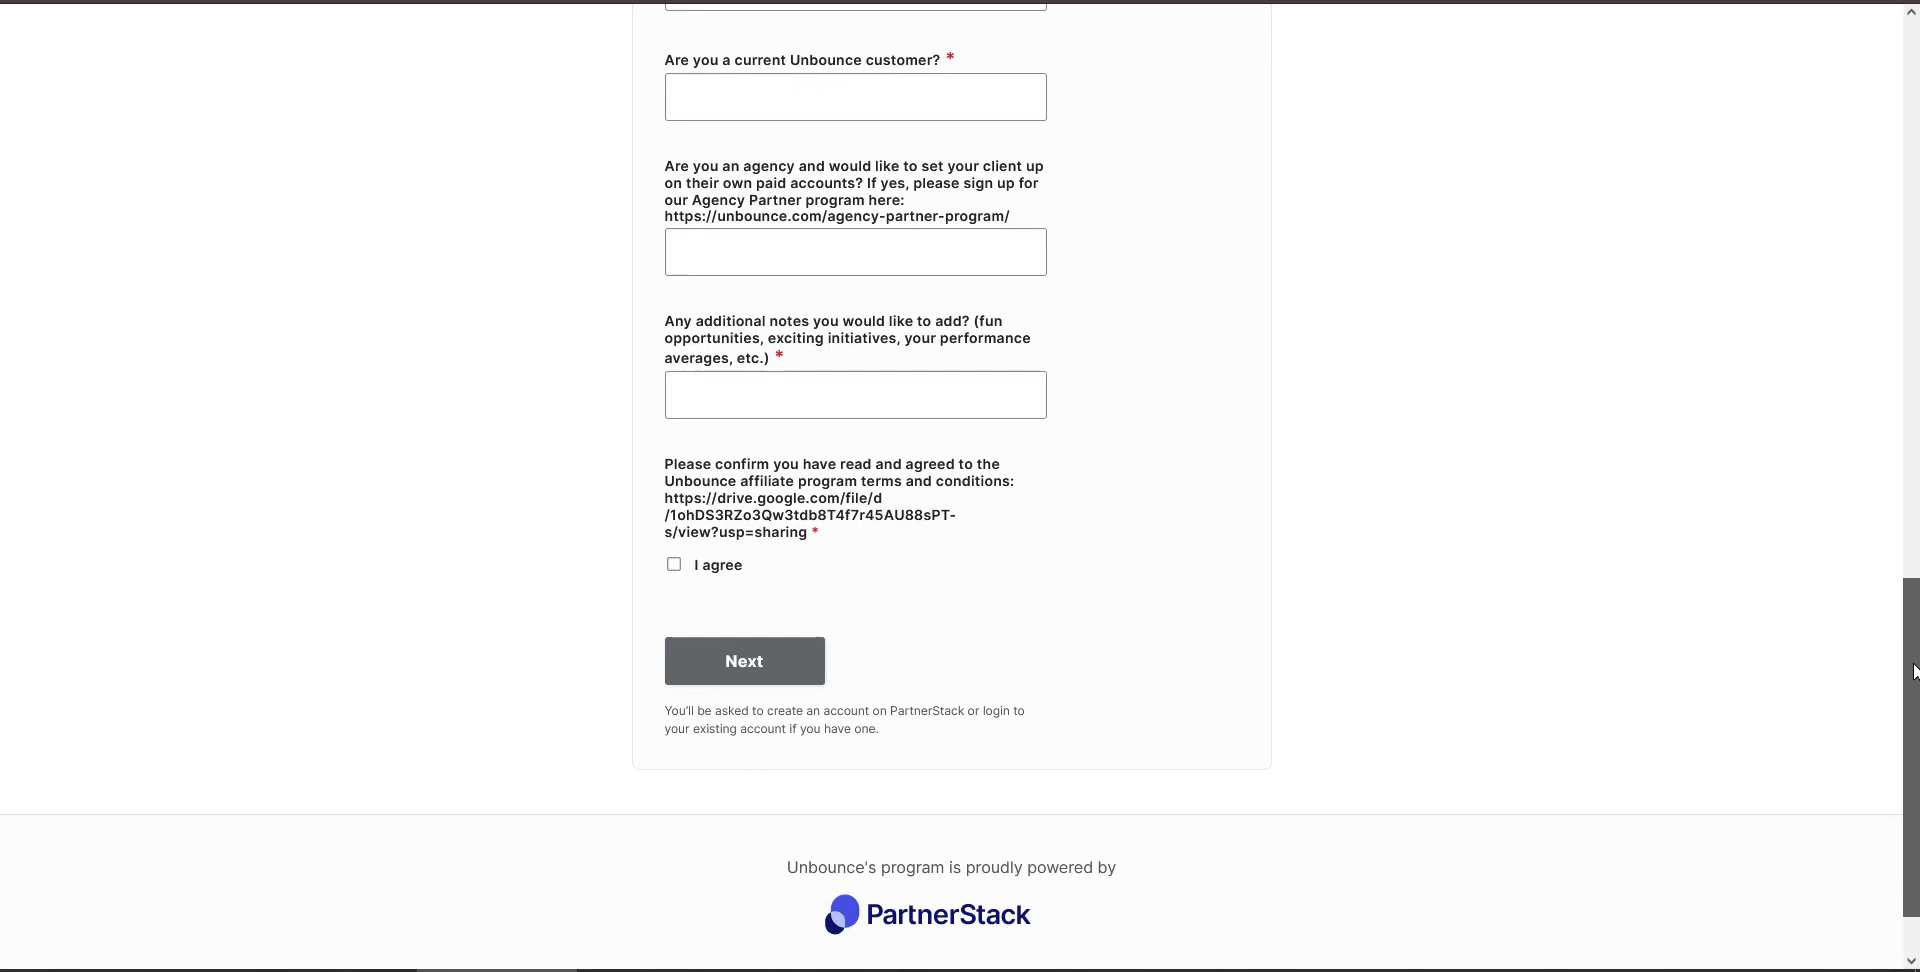 Are you a current Unbounce customer? *
Are you an agency and would like to set your client up
on their own paid accounts? If yes, please sign up for
our Agency Partner program here:
https://unbounce.com/agency-partner-program/
Any additional notes you would like to add? (fun
opportunities, exciting initiatives, your performance
averages, etc.) *
Please confirm you have read and agreed to the
Unbounce affiliate program terms and conditions:
https://drive.google.com/file/d
/1ohDS3RZo3Qw3tdb8T4f7r45AU88sPT-
s/view?usp=sharing *
I agree
Next
You'll be asked to create an account on PartnerStack or login to
your existing account if you have one.
Unbounce's program is proudly powered by
PartnerStack